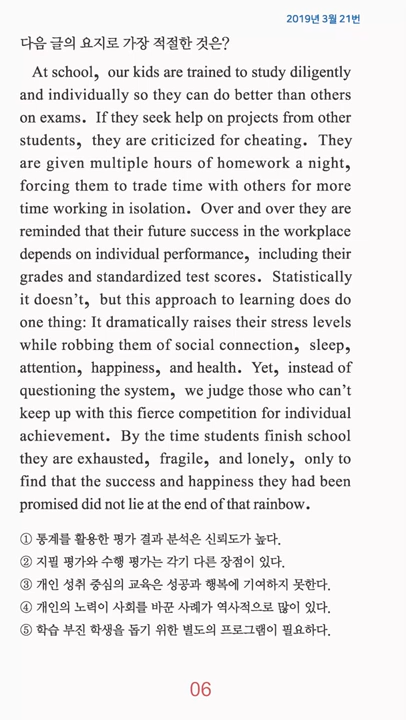 2019년 3월 21번
다음 글의 요지로 가장 적절한 것은?
At school, our kids are trained to study diligently
and individually so they can do better than others
on exams. If they seek help on projects from other
students, they are criticized for cheating. They
are given multiple hours of homework a night,
forcing them to trade time with others for more
time working in isolation. Over and over they are
reminded that their future success in the workplace
depends on individual performance, including their
grades and standardized test scores. Statistically
it doesn't, but this approach to learning does do
one thing: It dramatically raises their stress levels
while robbing them of social connection, sleep,
attention, happiness, and health. Yet, instead of
questioning the system, we judge those who can't
keep up with this fierce competition for individual
achievement. By the time students finish school
they are exhausted, fragile, and lonely, only to
find that the success and happiness they had been
promised did not lie at the end of that rainbow.
① 통계를 활용한 평가 결과 분석은 신뢰도가 높다.
② 지필 평가와 수행 평가는 각기 다른 장점이 있다.
③ 개인 성취 중심의 교육은 성공과 행복에 기여하지 못한다.
④ 개인의 노력이 사회를 바꾼 사례가 역사적으로 많이 있다.
⑤ 학습 부진 학생을 돕기 위한 별도의 프로그램이 필요하다.
06